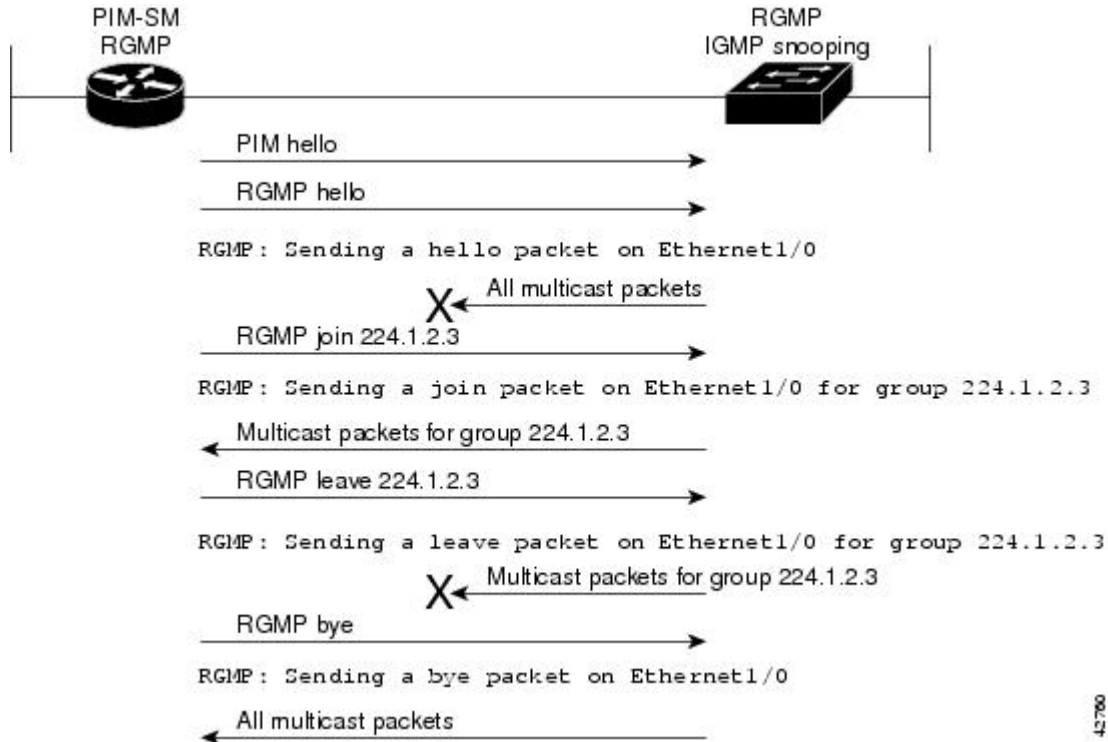 PIM-SM
RGMP
RGMP
IGMP snooping
PIM hello
RGMP hello
RGMP: Sending a hello packet on Ethernet1/0
All multicast packets
X
RGMP join 224.1.2.3
RGMP: Sending a join packet on Ethernet1/0 for group 224.1.2.3
Multicast packets for group 224.1.2.3
RGMP leave 224.1.2.3
RGMP: Sending a leave packet on Ethernet1/0 for group 224.1.2.3
Multicast packets for group 224.1.2.3
X
RGMP bye
RGMP: Sending a bye packet on Ethernet1/0
All multicast packets
42760